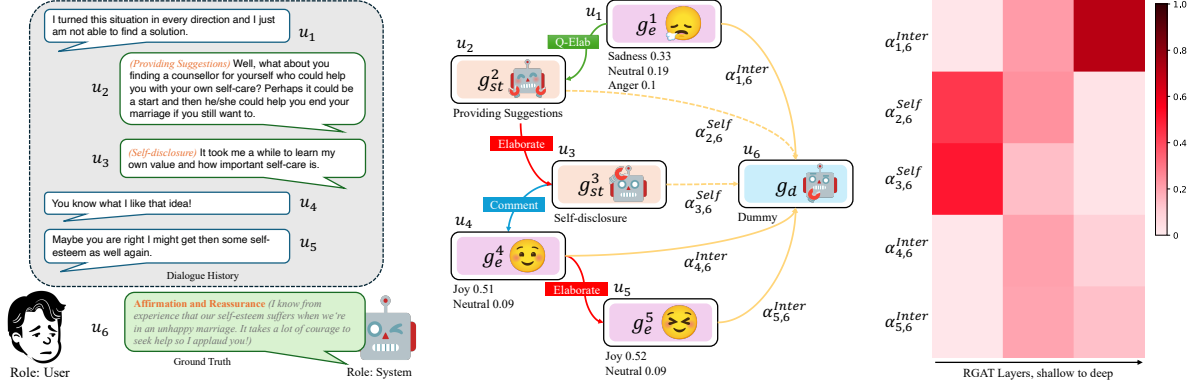 I turned this situation in every direction and I just
am not able to find a solution.
u1
u2
(Providing Suggestions) Well, what about you
finding a counsellor for yourself who could help
you with your own self-care? Perhaps it could be
a start and then he/she could help you end your
marriage if you still want to.
u3
(Self-disclosure) It took me a while to learn my
own value and how important self-care is.
You know what I like that idea!
u4
Maybe you are right I might get then some self-
esteem as well again.
u5
Dialogue History
u6
Affirmation and Reassurance (I know from
experience that our self-esteem suffers when we're
in an unhappy marriage. It takes a lot of courage to
seek help so I applaud you!)
Ground Truth
Role: User
Role: System
u1
g_e^1
Q-Elab
Sadness 0.33
Neutral 0.19
Anger 0.1
α_{1,6}^{Inter}
u2
g_st^2
Providing Suggestions
α_{2,6}^{Self}
Elaborate
u3
g_st^3
Self-disclosure
α_{3,6}^{Self}
u6
g_d
Dummy
Comment
u4
g_e^4
Joy 0.51
Neutral 0.09
α_{4,6}^{Inter}
Elaborate
u5
g_e^5
Joy 0.52
Neutral 0.09
α_{5,6}^{Inter}
α_{1,6}^{Inter}
α_{2,6}^{Self}
α_{3,6}^{Self}
α_{4,6}^{Inter}
α_{5,6}^{Inter}
RGAT Layers, shallow to deep
1.0
0.8
0.6
0.4
0.2
0.0